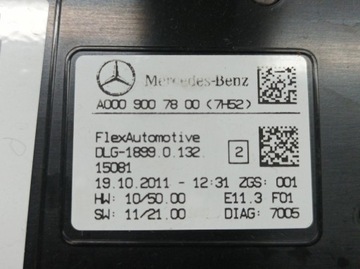 Mercedes-Benz
A000 900 78 00 (7H52)
FlexAutomotive
DLG-1899.0.132. 2
15081
19.10.2011 - 12:31 ZGS: 001
HW: 10/50.00 E11.3 F01
SW: 11/21.00 DIAG: 7005